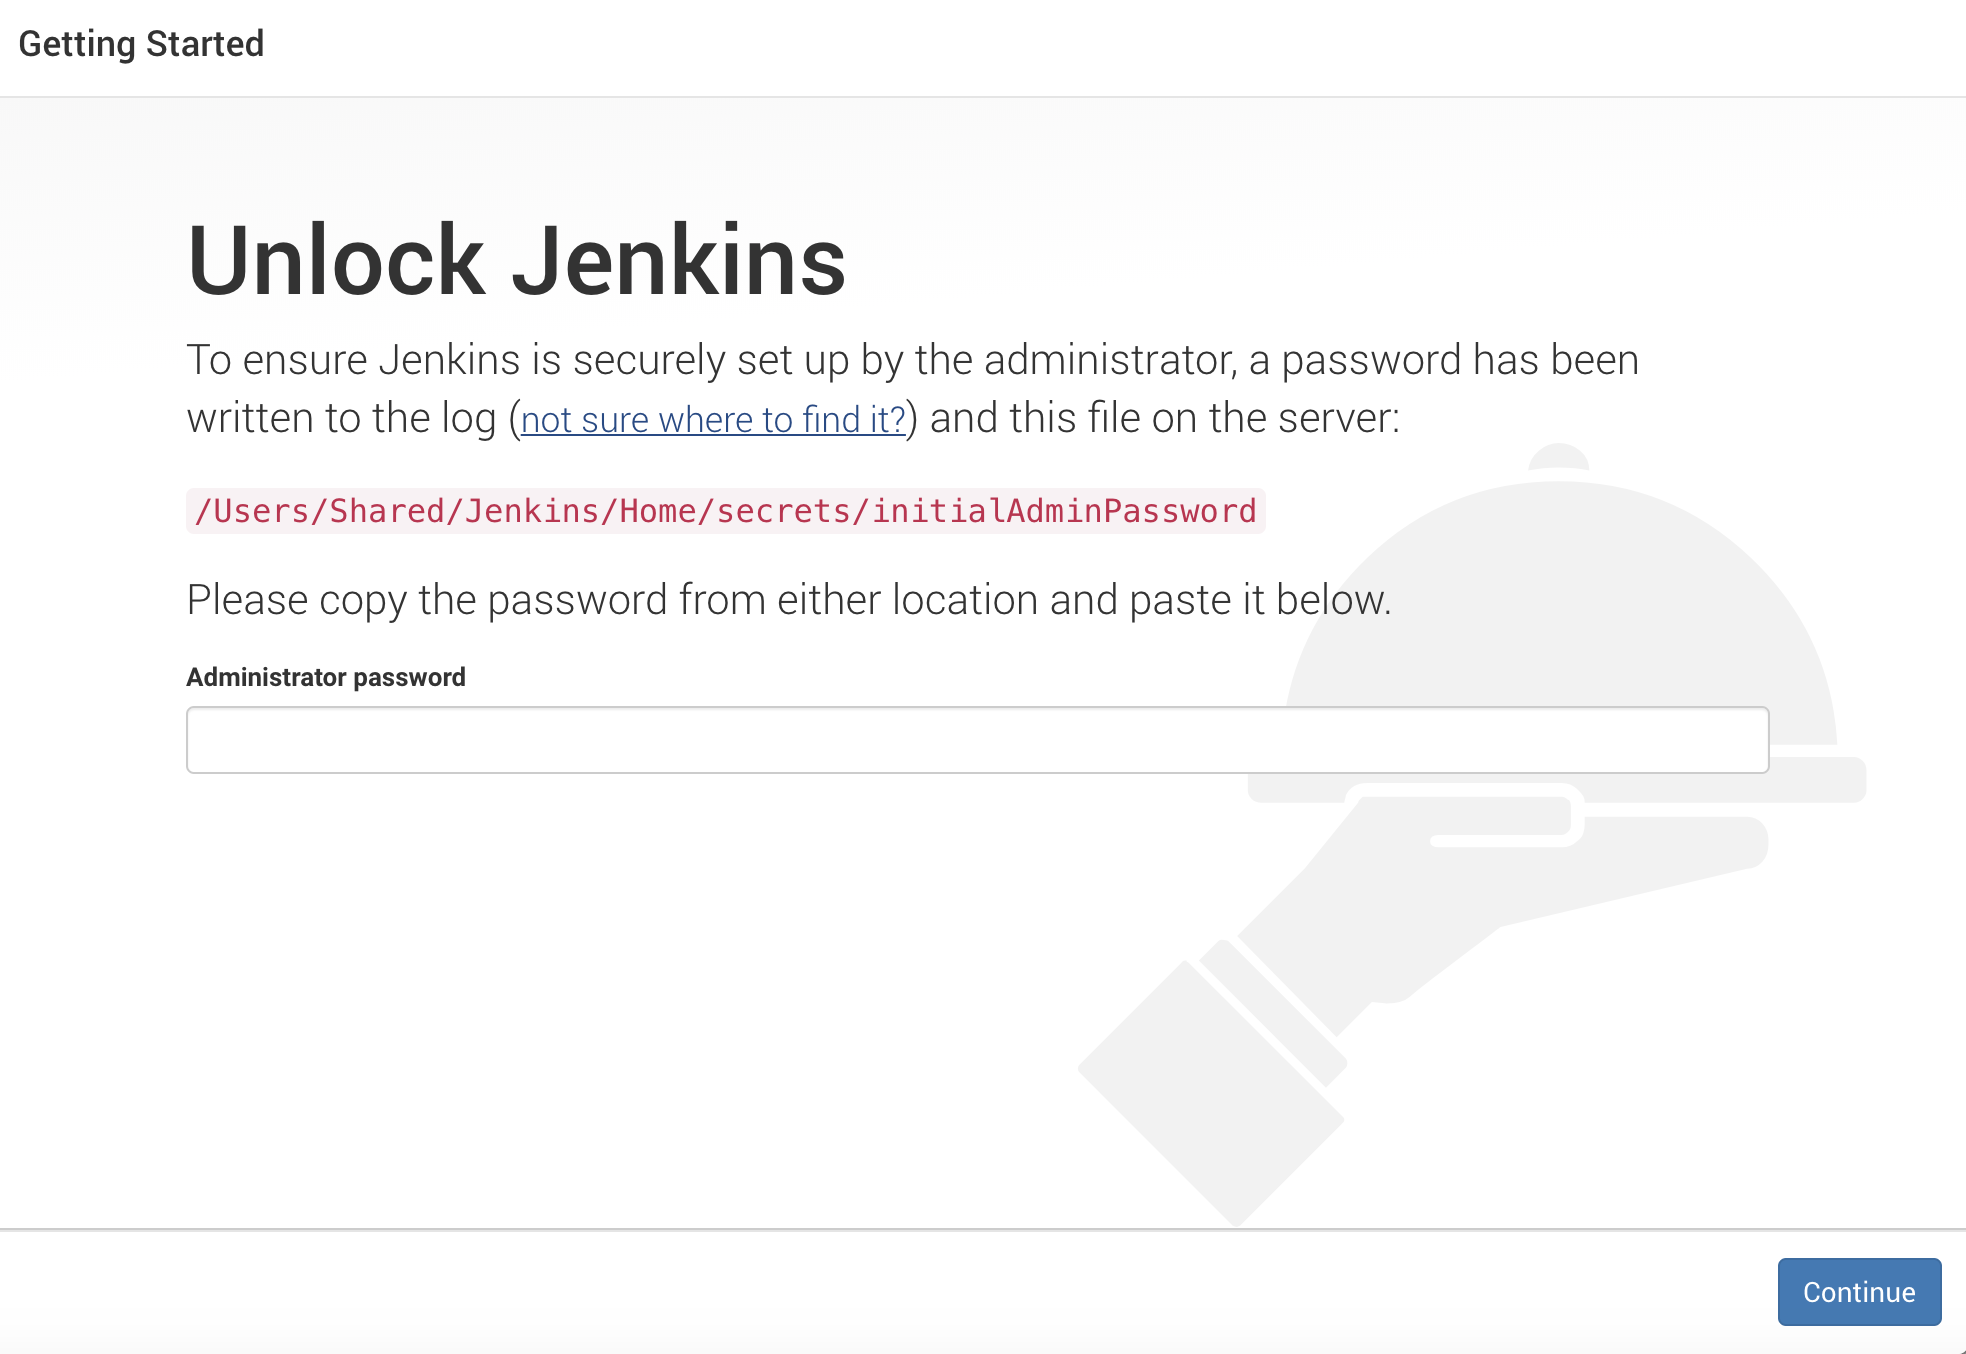 Getting Started
Unlock Jenkins
To ensure Jenkins is securely set up by the administrator, a password has been
written to the log (not sure where to find it?) and this file on the server:
/Users/Shared/Jenkins/Home/secrets/initialAdminPassword
Please copy the password from either location and paste it below.
Administrator password
Continue